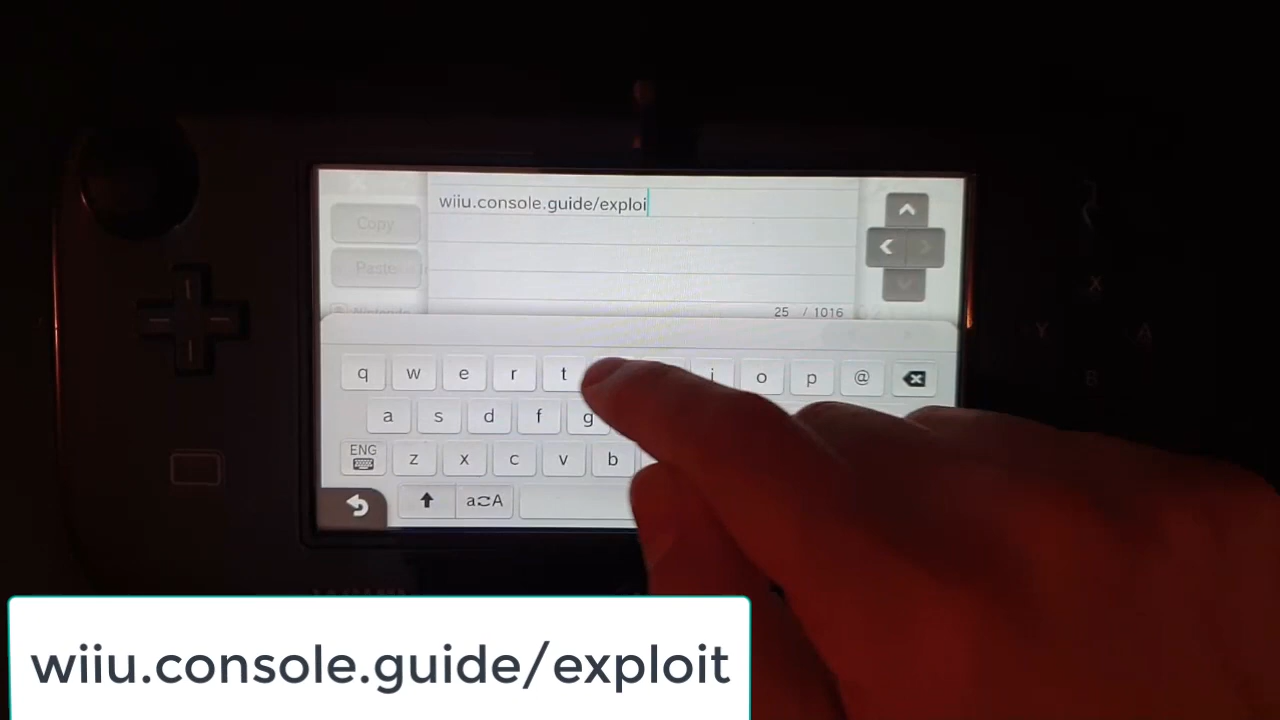 wiiu.console.guide/exploi
Copy
Paste
25 / 1016
q w e r t i o p @
a s d f g
ENG
z x c v b
a⇄A
wiiu.console.guide/exploit